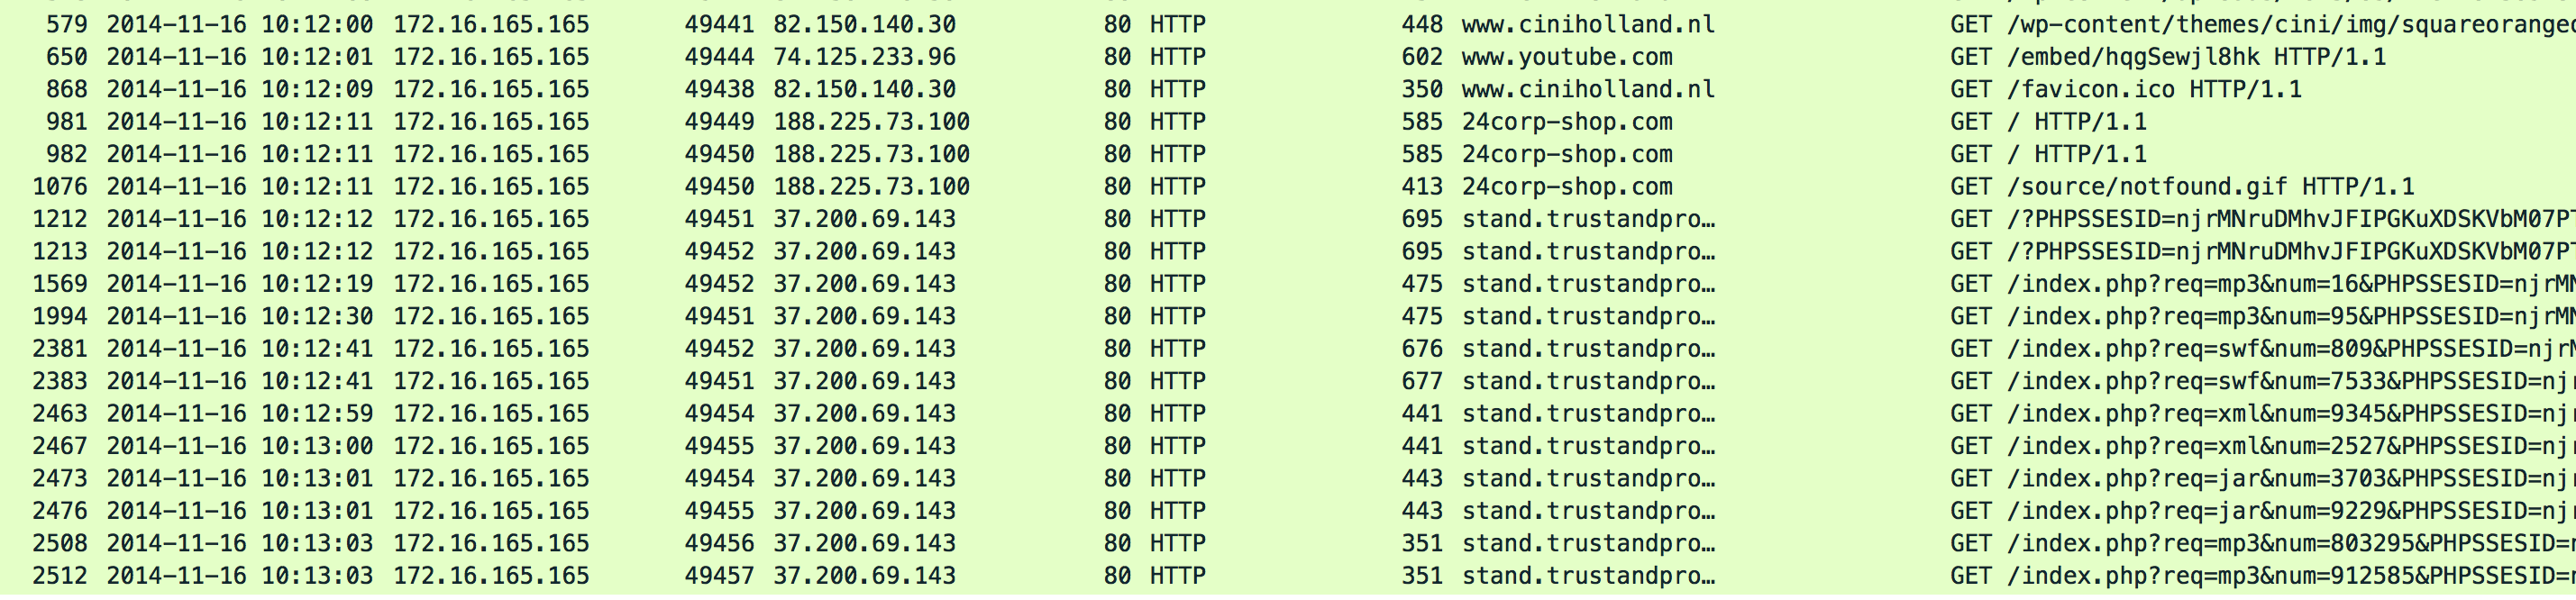 579 2014-11-16 10:12:00 172.16.165.165 49441 82.150.140.30 80 HTTP 448 www.ciniholland.nl GET /wp-content/themes/cini/img/squareoranged
650 2014-11-16 10:12:01 172.16.165.165 49444 74.125.233.96 80 HTTP 602 www.youtube.com GET /embed/hqgSewjl8hk HTTP/1.1
868 2014-11-16 10:12:09 172.16.165.165 49438 82.150.140.30 80 HTTP 350 www.ciniholland.nl GET /favicon.ico HTTP/1.1
981 2014-11-16 10:12:11 172.16.165.165 49449 188.225.73.100 80 HTTP 585 24corp-shop.com GET / HTTP/1.1
982 2014-11-16 10:12:11 172.16.165.165 49450 188.225.73.100 80 HTTP 585 24corp-shop.com GET / HTTP/1.1
1076 2014-11-16 10:12:11 172.16.165.165 49450 188.225.73.100 80 HTTP 413 24corp-shop.com GET /source/notfound.gif HTTP/1.1
1212 2014-11-16 10:12:12 172.16.165.165 49451 37.200.69.143 80 HTTP 695 stand.trustandpro… GET /?PHPSSESID=njrMNruDMhvJFIPGKuXDSKVbM07PT
1213 2014-11-16 10:12:12 172.16.165.165 49452 37.200.69.143 80 HTTP 695 stand.trustandpro… GET /?PHPSSESID=njrMNruDMhvJFIPGKuXDSKVbM07PT
1569 2014-11-16 10:12:19 172.16.165.165 49452 37.200.69.143 80 HTTP 475 stand.trustandpro… GET /index.php?req=mp3&num=16&PHPSSESID=njrMN
1994 2014-11-16 10:12:30 172.16.165.165 49451 37.200.69.143 80 HTTP 475 stand.trustandpro… GET /index.php?req=mp3&num=95&PHPSSESID=njrMN
2381 2014-11-16 10:12:41 172.16.165.165 49452 37.200.69.143 80 HTTP 676 stand.trustandpro… GET /index.php?req=swf&num=809&PHPSSESID=njrM
2383 2014-11-16 10:12:41 172.16.165.165 49451 37.200.69.143 80 HTTP 677 stand.trustandpro… GET /index.php?req=swf&num=7533&PHPSSESID=njr
2463 2014-11-16 10:12:59 172.16.165.165 49454 37.200.69.143 80 HTTP 441 stand.trustandpro… GET /index.php?req=xml&num=9345&PHPSSESID=njr
2467 2014-11-16 10:13:00 172.16.165.165 49455 37.200.69.143 80 HTTP 441 stand.trustandpro… GET /index.php?req=xml&num=2527&PHPSSESID=njr
2473 2014-11-16 10:13:01 172.16.165.165 49454 37.200.69.143 80 HTTP 443 stand.trustandpro… GET /index.php?req=jar&num=3703&PHPSSESID=njr
2476 2014-11-16 10:13:01 172.16.165.165 49455 37.200.69.143 80 HTTP 443 stand.trustandpro… GET /index.php?req=jar&num=9229&PHPSSESID=njr
2508 2014-11-16 10:13:03 172.16.165.165 49456 37.200.69.143 80 HTTP 351 stand.trustandpro… GET /index.php?req=mp3&num=803295&PHPSSESID=n
2512 2014-11-16 10:13:03 172.16.165.165 49457 37.200.69.143 80 HTTP 351 stand.trustandpro… GET /index.php?req=mp3&num=912585&PHPSSESID=n